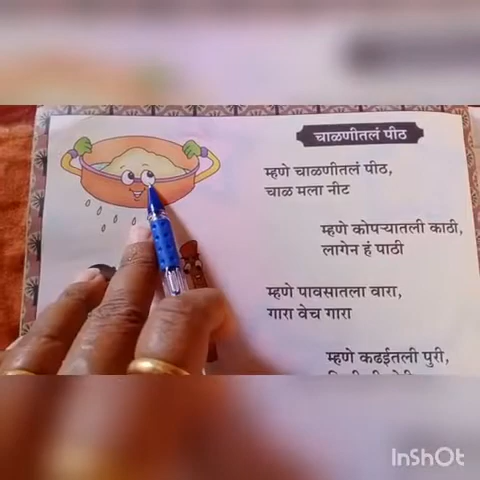 चाळणीतलं पीठ
म्हणे चाळणीतलं पीठ,
चाळ मला नीट
म्हणे कोपऱ्यातली काठी,
लागेन हं पाठी
म्हणे पावसातला वारा,
गारा वेच गारा
म्हणे कढईतली पुरी,
InShOt